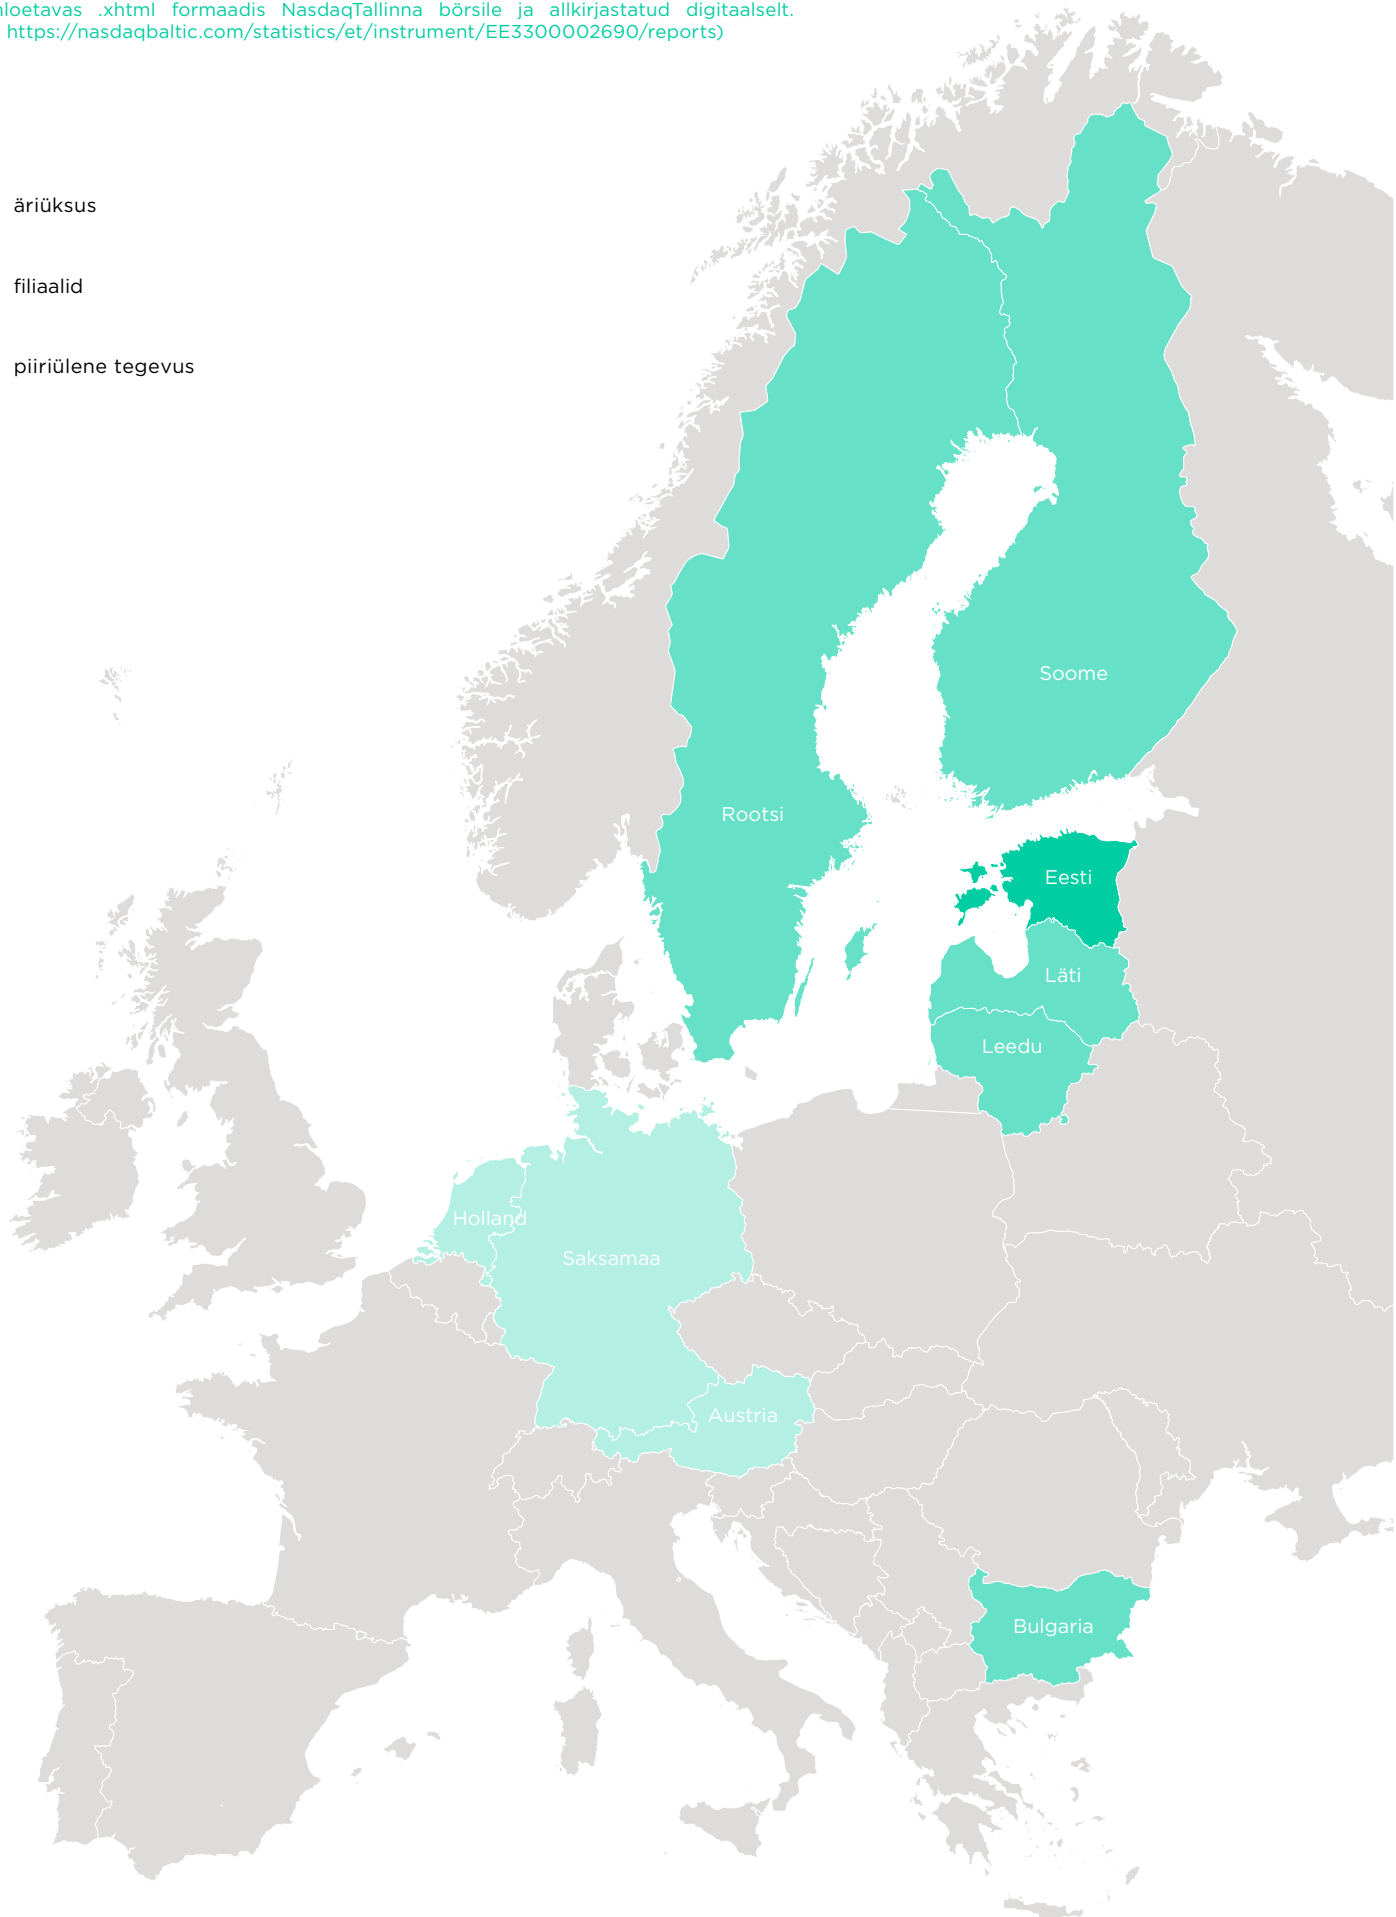 .xhtml formaadis NasdaqTallinna börsile ja allkirjastatud digitaalselt.
https://nasdaqbaltic.com/statistics/et/instrument/EE3300002690/reports)
äriüksus
filiaalid
piiriülene tegevus
Soome
Rootsi
Eesti
Läti
Leedu
Holland
Saksamaa
Austria
Bulgaria